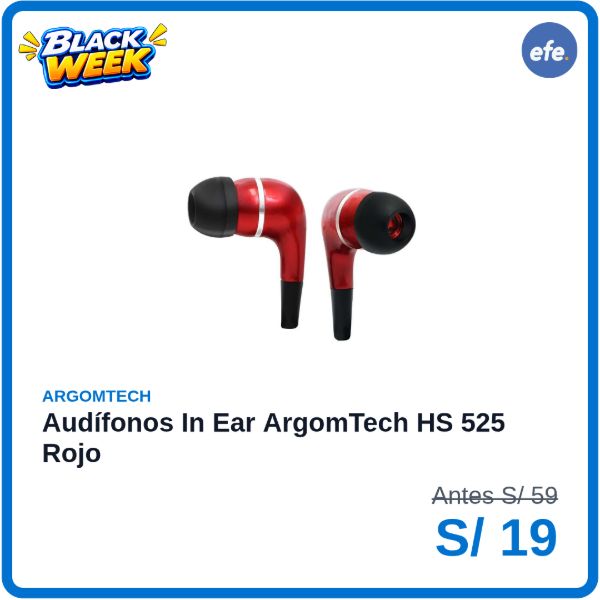 BLACK
WEEK
efe.
ARGOMTECH
Audífonos In Ear ArgomTech HS 525
Rojo
Antes S/ 59
S/ 19